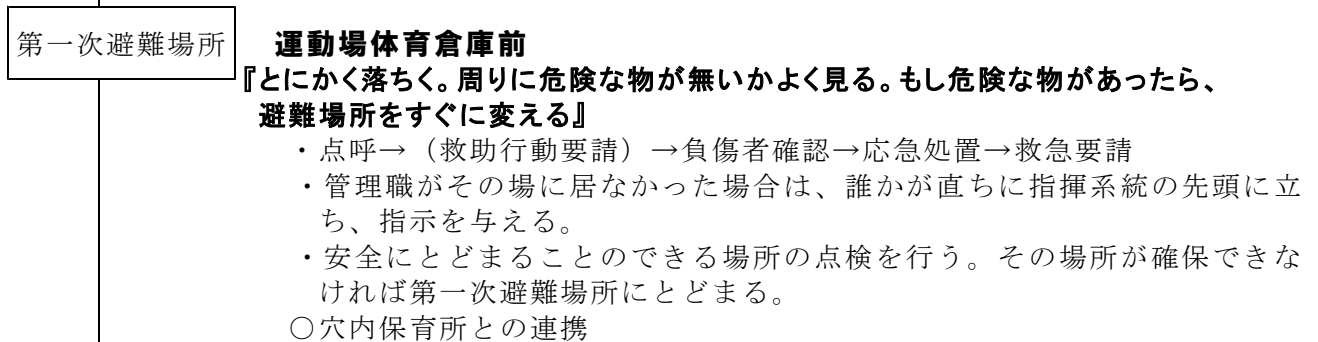 第一次避難場所
運動場体育倉庫前
『とにかく落ちく。周りに危険な物が無いかよく見る。もし危険な物があったら、
避難場所をすぐに変える』
・点呼→（救助行動要請）→負傷者確認→応急処置→救急要請
・管理職がその場に居なかった場合は、誰かが直ちに指揮系統の先頭に立
ち、指示を与える。
・安全にとどまることのできる場所の点検を行う。その場所が確保できな
ければ第一次避難場所にとどまる。
○穴内保育所との連携